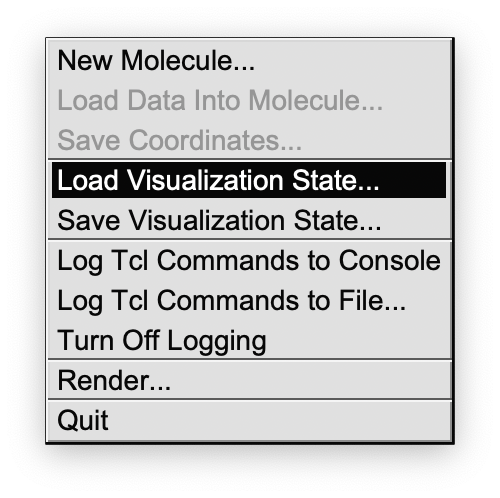 New Molecule...
Load Data Into Molecule...
Save Coordinates...
Load Visualization State...
Save Visualization State...
Log Tcl Commands to Console
Log Tcl Commands to File...
Turn Off Logging
Render...
Quit